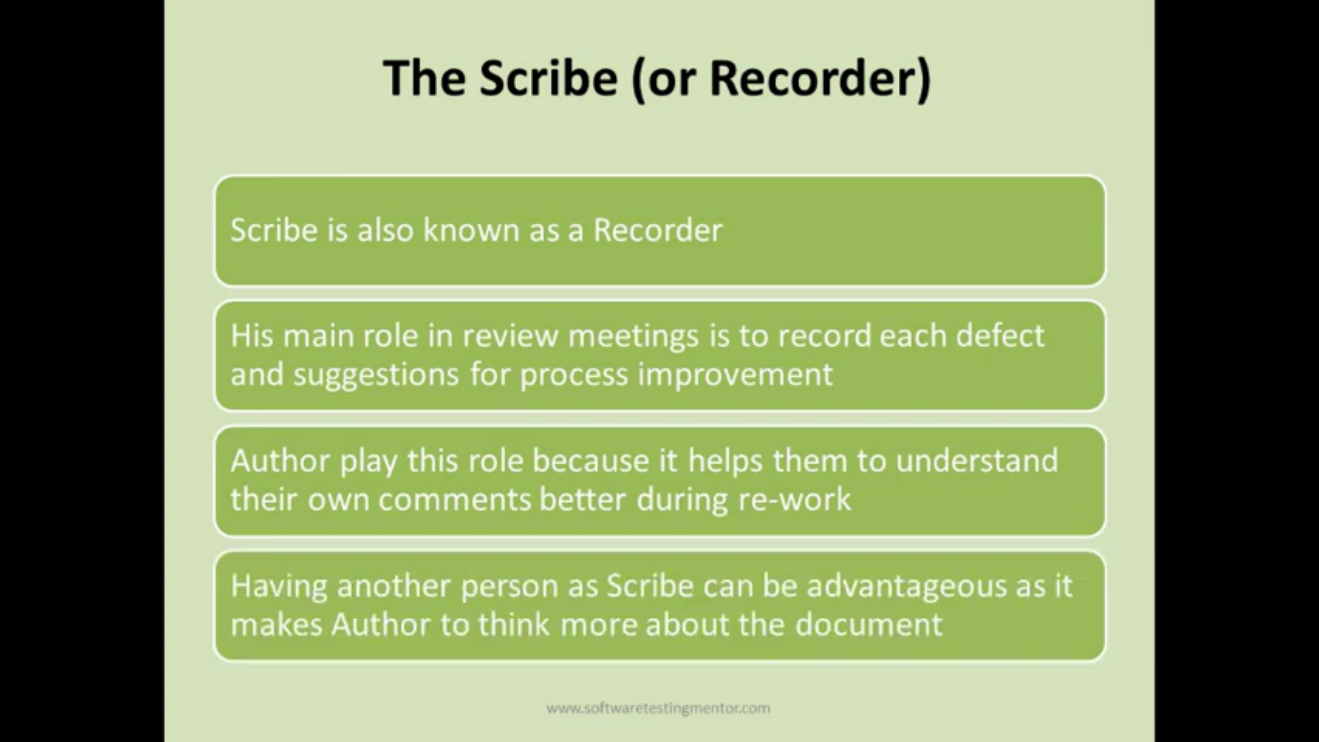 The Scribe (or Recorder)
Scribe is also known as a Recorder
His main role in review meetings is to record each defect
and suggestions for process improvement
Author play this role because it helps them to understand
their own comments better during re-work
Having another person as Scribe can be advantageous as it
makes Author to think more about the document
www.softwaretestingmentor.com